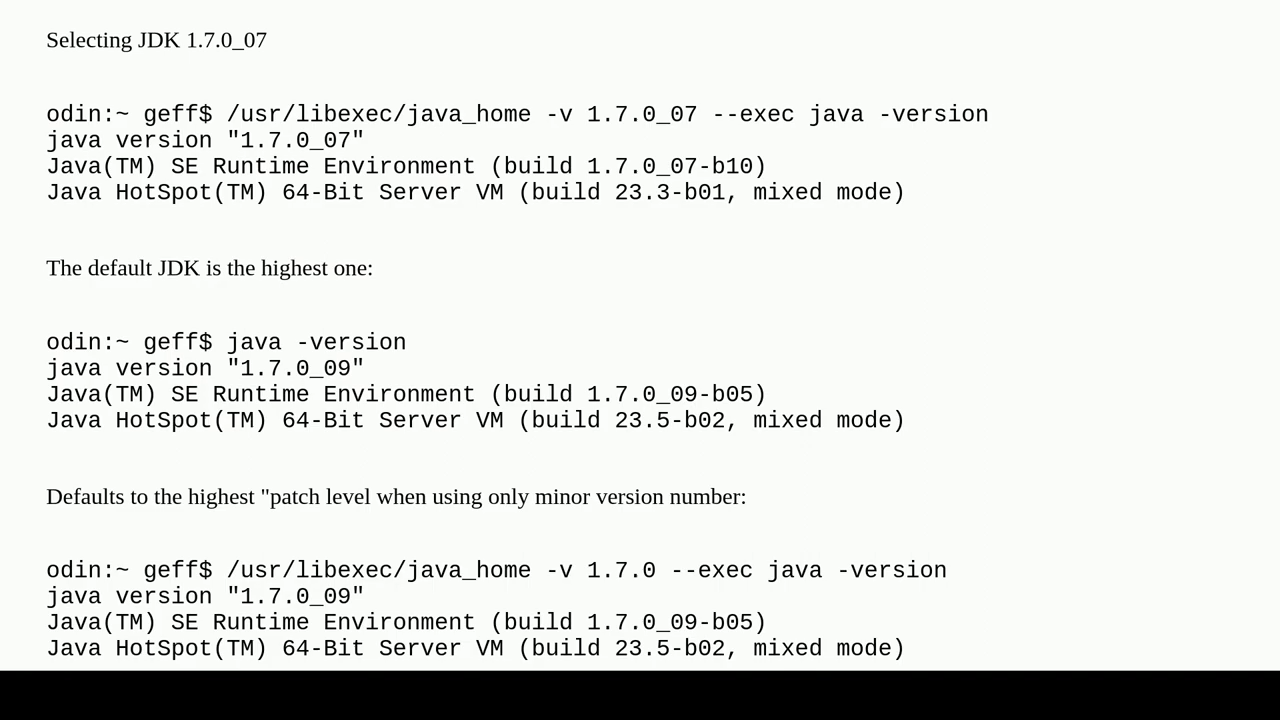 Selecting JDK 1.7.0_07
odin:~ geff$ /usr/libexec/java_home -v 1.7.0_07 --exec java -version
java version "1.7.0_07"
Java(TM) SE Runtime Environment (build 1.7.0_07-b10)
Java HotSpot(TM) 64-Bit Server VM (build 23.3-b01, mixed mode)
The default JDK is the highest one:
odin:~ geff$ java -version
java version "1.7.0_09"
Java(TM) SE Runtime Environment (build 1.7.0_09-b05)
Java HotSpot(TM) 64-Bit Server VM (build 23.5-b02, mixed mode)
Defaults to the highest "patch level when using only minor version number:
odin:~ geff$ /usr/libexec/java_home -v 1.7.0 --exec java -version
java version "1.7.0_09"
Java(TM) SE Runtime Environment (build 1.7.0_09-b05)
Java HotSpot(TM) 64-Bit Server VM (build 23.5-b02, mixed mode)